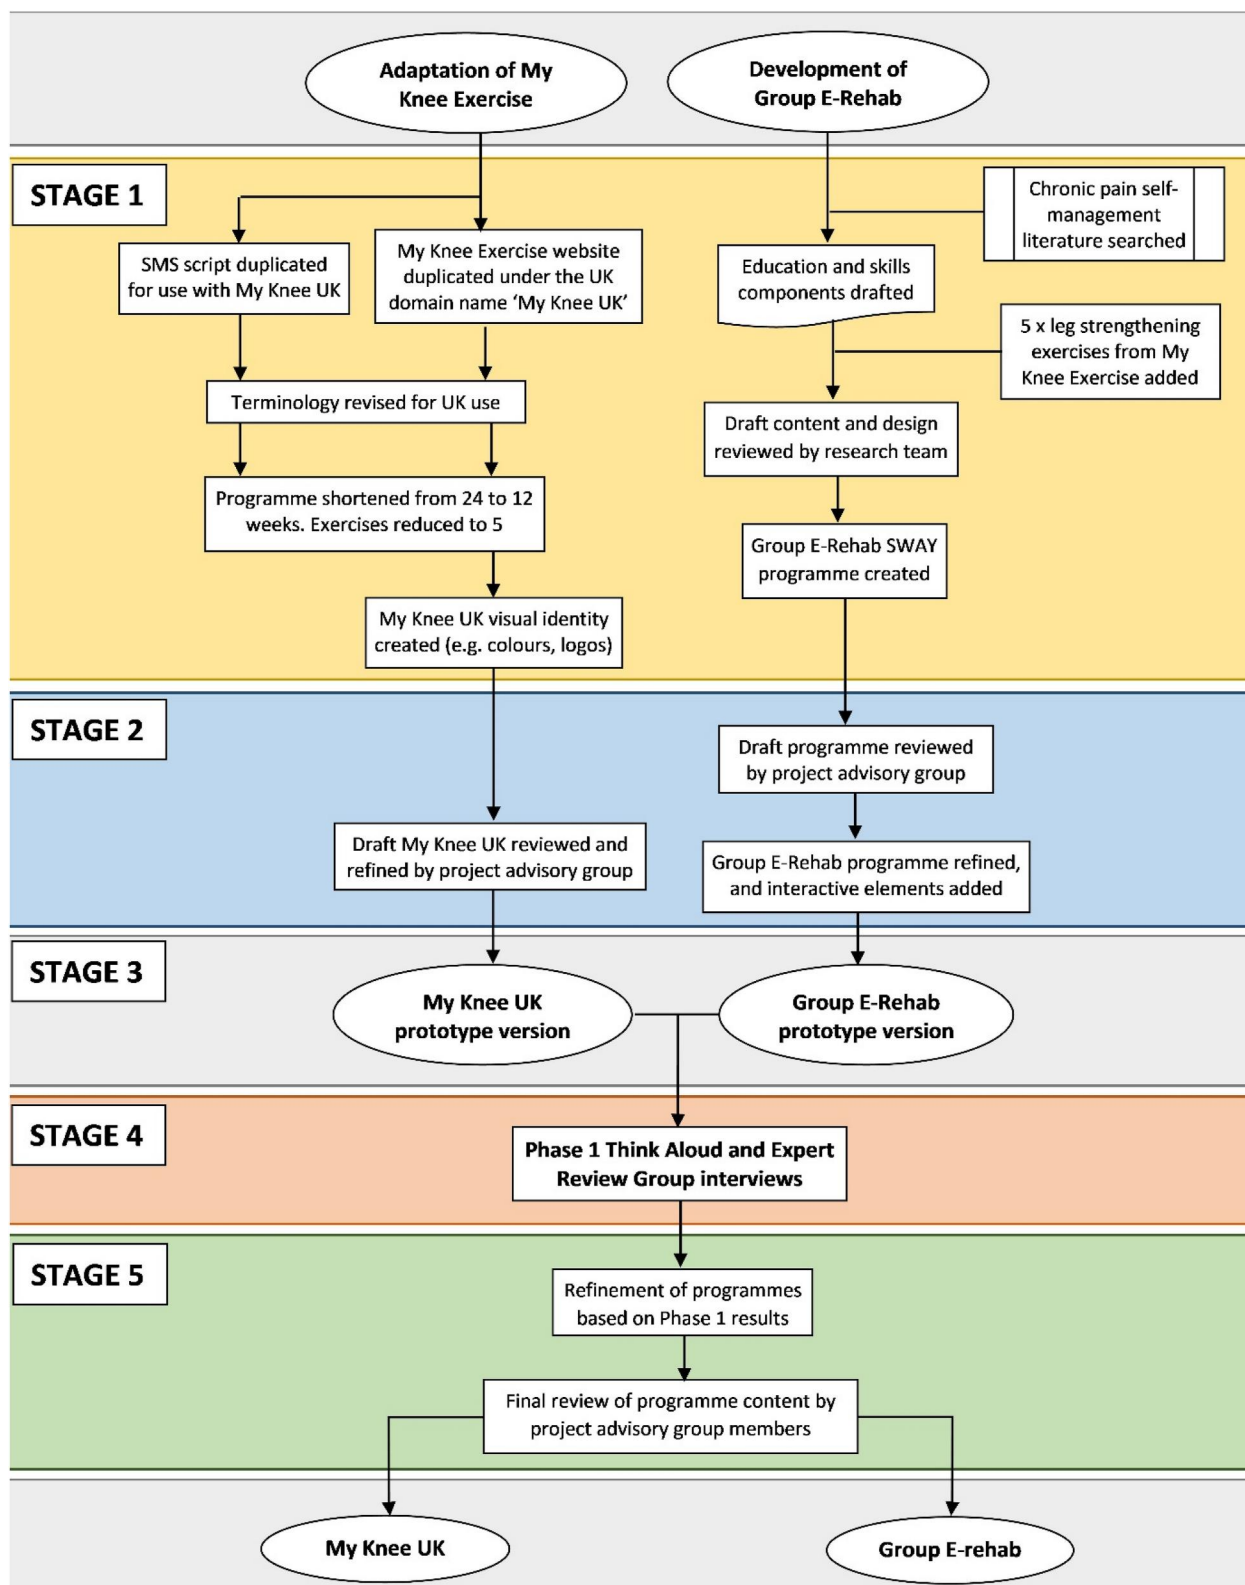 Adaptation of My
Knee Exercise
Development of
Group E-Rehab
STAGE 1
SMS script duplicated
for use with My Knee UK
My Knee Exercise website
duplicated under the UK
domain name ‘My Knee UK’
Terminology revised for UK use
Programme shortened from 24 to 12
weeks. Exercises reduced to 5
My Knee UK visual identity
created (e.g. colours, logos)
Chronic pain self-
management
literature searched
Education and skills
components drafted
5 x leg strengthening
exercises from My
Knee Exercise added
Draft content and design
reviewed by research team
Group E-Rehab SWAY
programme created
STAGE 2
Draft My Knee UK reviewed and
refined by project advisory group
Draft programme reviewed
by project advisory group
Group E-Rehab programme refined,
and interactive elements added
STAGE 3
My Knee UK
prototype version
Group E-Rehab
prototype version
STAGE 4
Phase 1 Think Aloud and Expert
Review Group interviews
STAGE 5
Refinement of programmes
based on Phase 1 results
Final review of programme content by
project advisory group members
My Knee UK
Group E-rehab